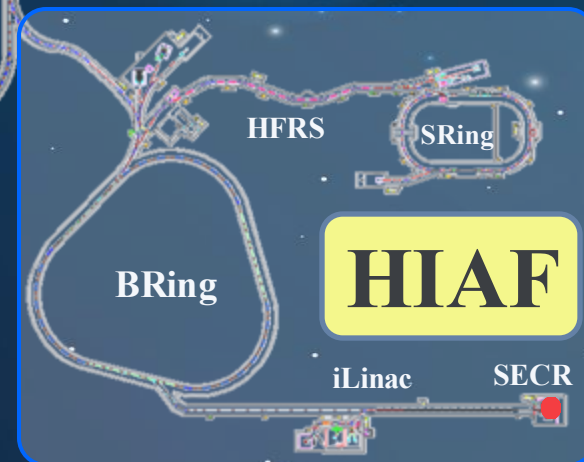 HFRS
SRing
BRing
HIAF
iLinac
SECR